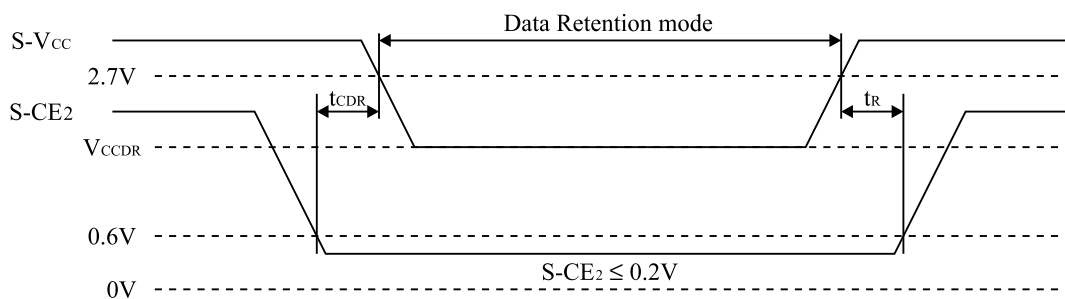 Data Retention mode
S-VCC
2.7V
tCDR
tR
S-CE2
VCCDR
0.6V
S-CE2 ≤ 0.2V
0V